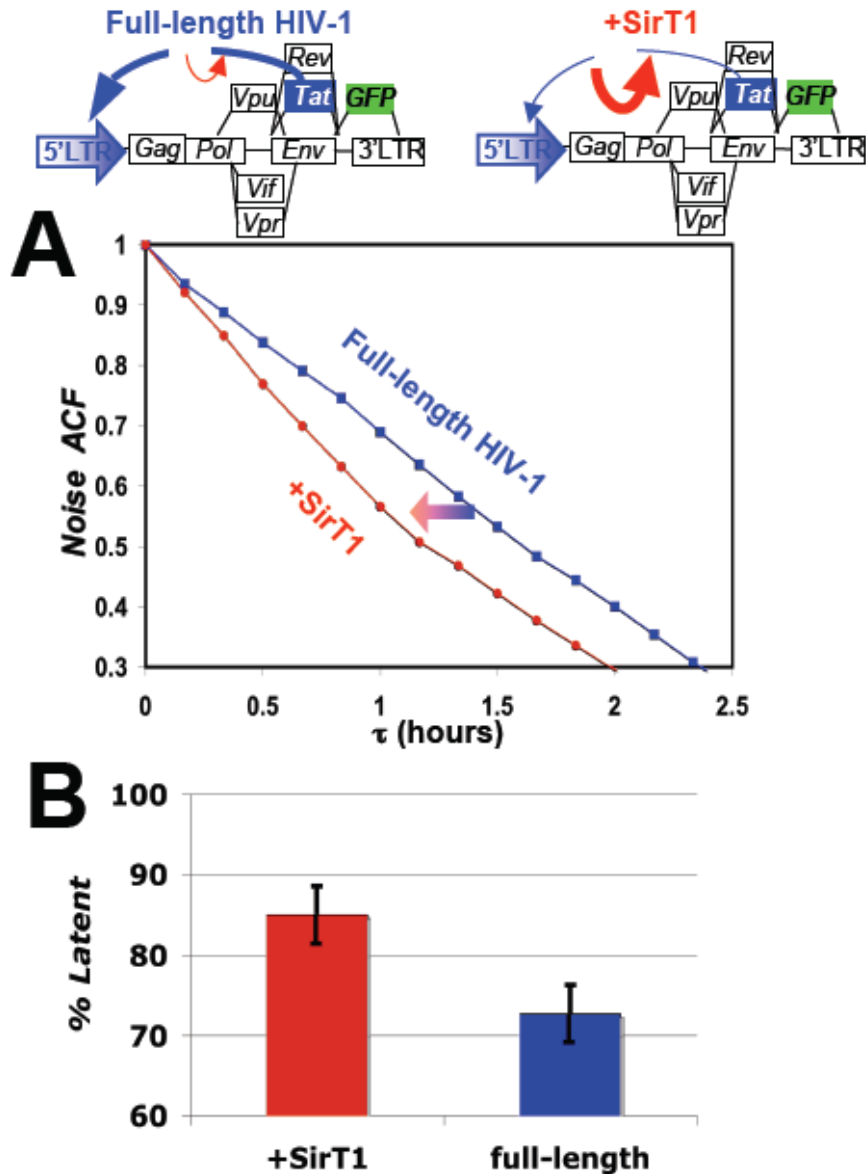 Full-length HIV-1
+SirT1
Rev
Vpu
Tat
GFP
5'LTR
Gag
Pol
Env
3'LTR
Vif
Vpr
Rev
Vpu
Tat
GFP
5'LTR
Gag
Pol
Env
3'LTR
Vif
Vpr
A
1
0.9
0.8
0.7
0.6
0.5
0.4
0.3
Noise ACF
Full-length HIV-1
+SirT1
0 0.5 1 1.5 2 2.5
τ (hours)
B
100
90
80
70
60
% Latent
+SirT1 full-length